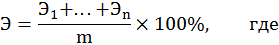 Э = (Э₁+...+Эₙ)/m × 100%, где